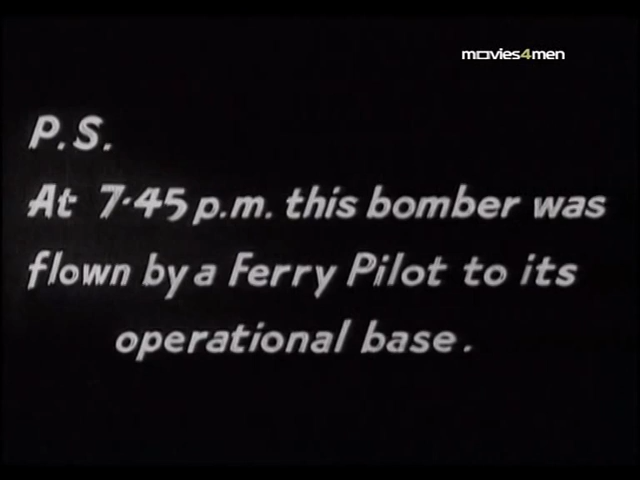 movies4men
P.S.
At 7·45 p.m. this bomber was
flown by a Ferry Pilot to its
operational base.